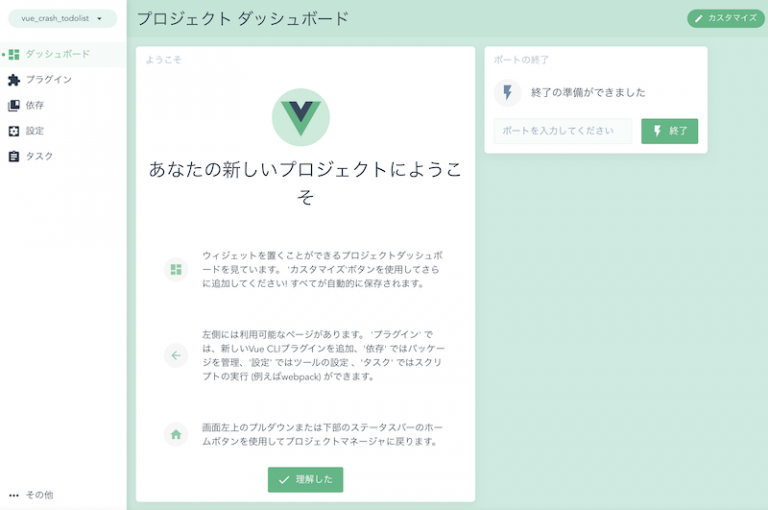 vue_crash_todolist
プロジェクト ダッシュボード
カスタマイズ
ダッシュボード
プラグイン
依存
設定
タスク
その他
ようこそ
あなたの新しいプロジェクトにようこ
そ
ウィジェットを置くことができるプロジェクトダッシュボ
ードを見ています。 'カスタマイズ'ボタンを使用してさら
に追加してください! すべてが自動的に保存されます。
左側には利用可能なページがあります。 'プラグイン' で
は、新しいVue CLIプラグインを追加、'依存' ではパッケー
ジを管理、'設定' ではツールの設定 、'タスク' ではスクリ
プトの実行 (例えばwebpack) ができます。
画面左上のプルダウンまたは下部のステータスバーのホー
ムボタンを使用してプロジェクトマネージャに戻ります。
理解した
ポートの終了
終了の準備ができました
ポートを入力してください
終了